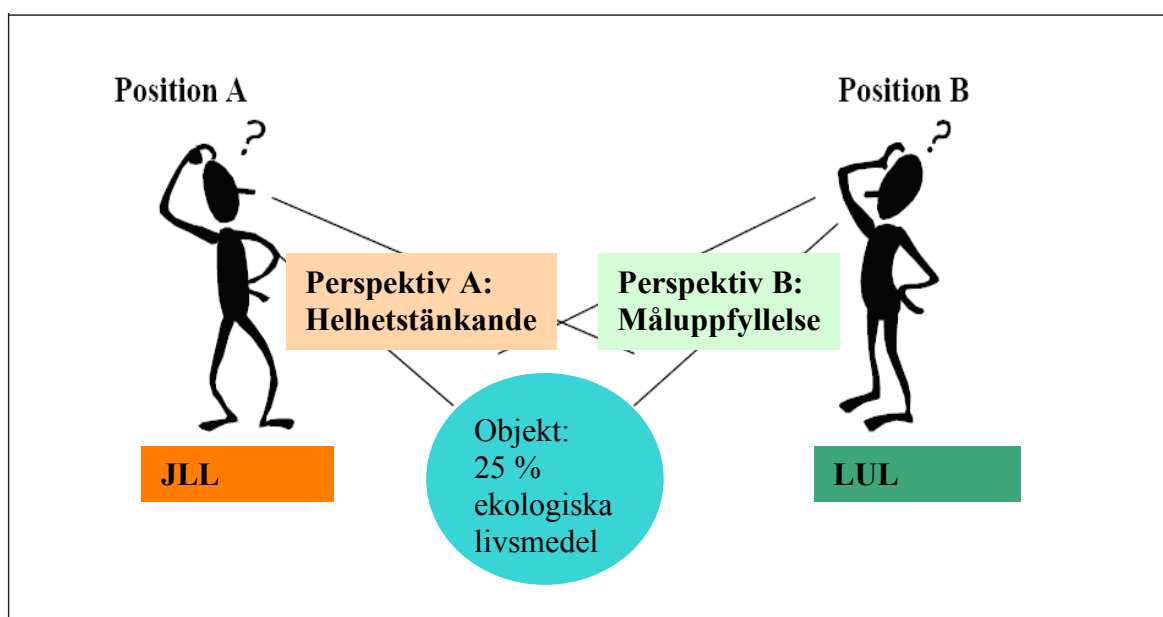 Position A
Position B
?
?
Perspektiv A:
Helhetstänkande
Perspektiv B:
Måluppfyllelse
Objekt:
25 %
ekologiska
livsmedel
JLL
LUL